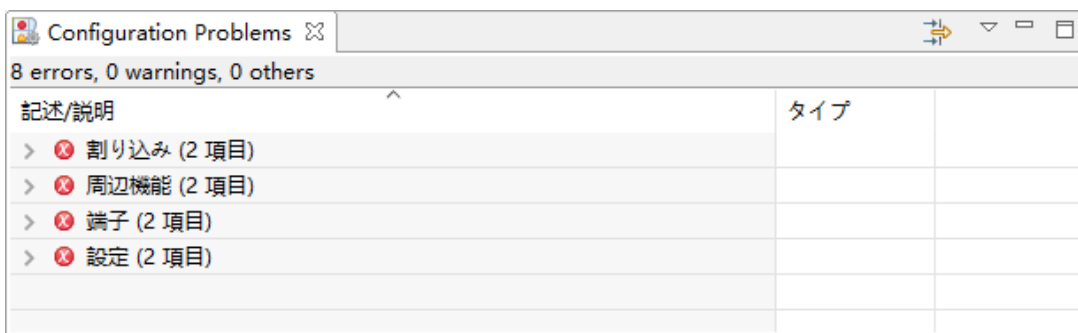 Configuration Problems
8 errors, 0 warnings, 0 others
記述/説明 タイプ
割り込み (2 項目)
周辺機能 (2 項目)
端子 (2 項目)
設定 (2 項目)